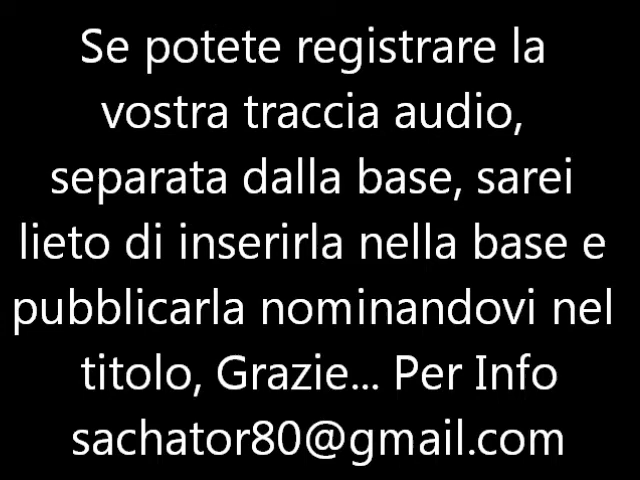 Se potete registrare la
vostra traccia audio,
separata dalla base, sarei
lieto di inserirla nella base e
pubblicarla nominandovi nel
titolo, Grazie... Per Info
sachator80@gmail.com